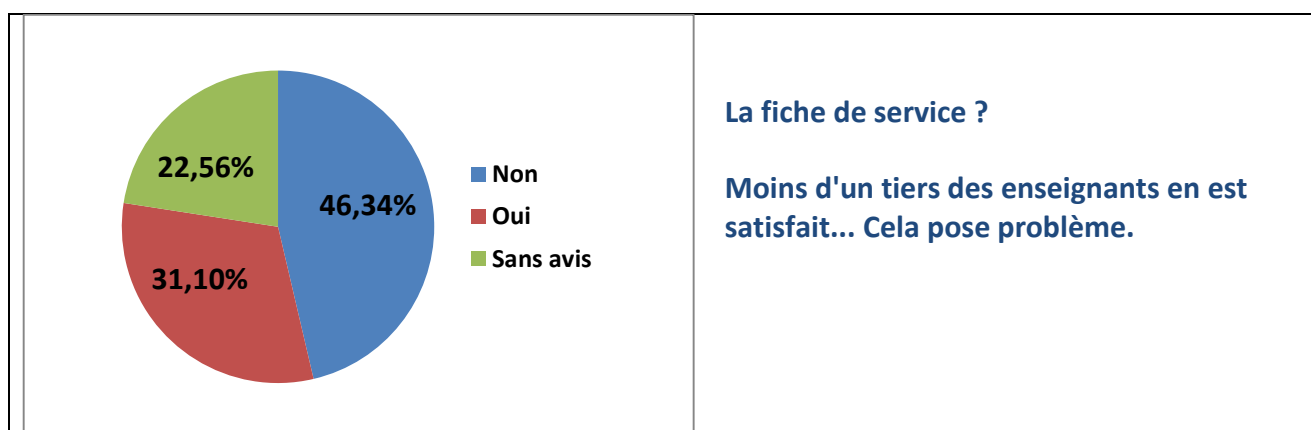 22,56%
46,34%
31,10%
Non
Oui
Sans avis
La fiche de service ?
Moins d'un tiers des enseignants en est
satisfait... Cela pose problème.